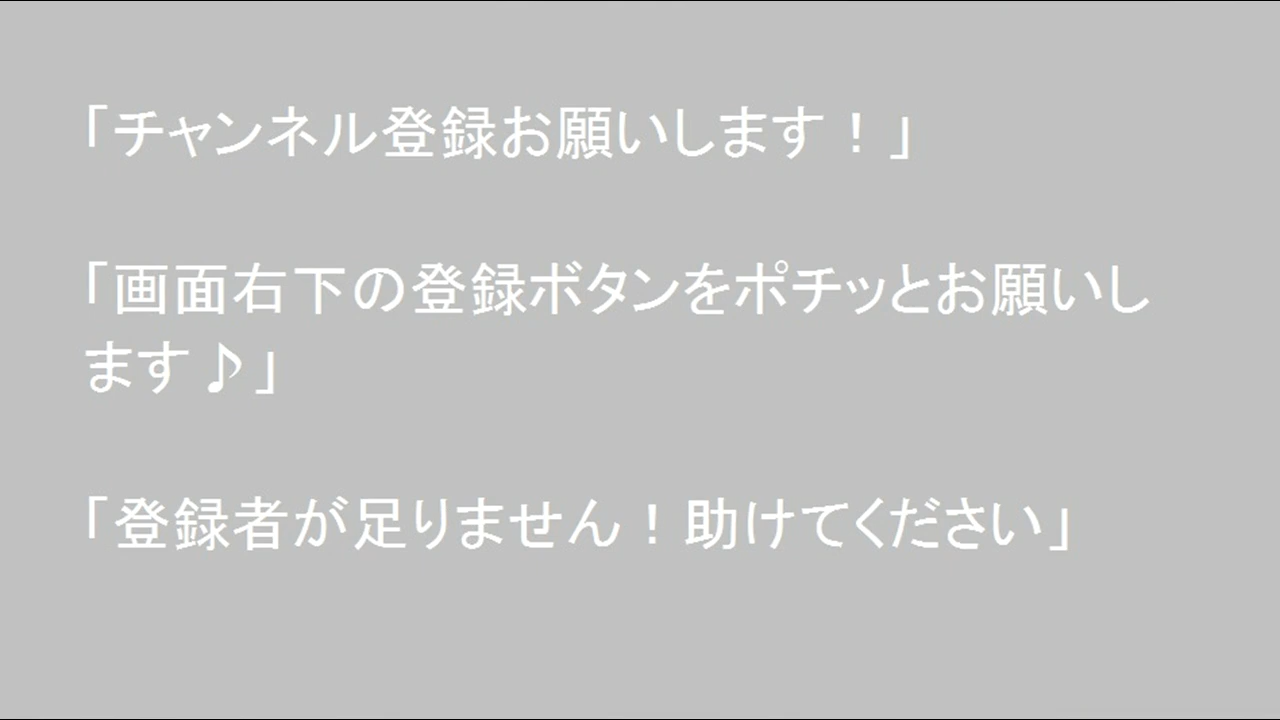 「チャンネル登録お願いします！」
「画面右下の登録ボタンをポチッとお願いし
ます♪」
「登録者が足りません！助けてください」